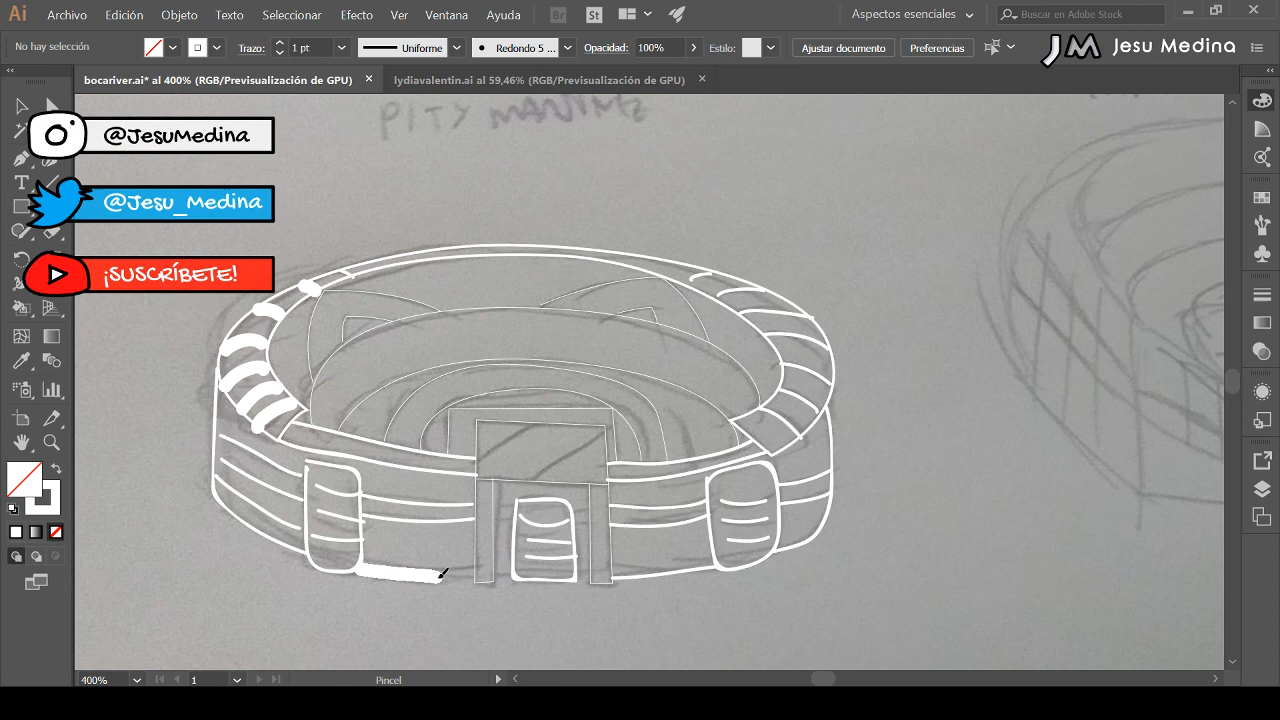 Ai Archivo Edición Objeto Texto Seleccionar Efecto Ver Ventana Ayuda Br St Aspectos esenciales Buscar en Adobe Stock
No hay selección Trazo: 1 pt Uniforme Redondo 5 ... Opacidad: 100% Estilo: Ajustar documento Preferencias JM Jesu Medina
bocariver.ai* al 400% (RGB/Previsualización de GPU) lydiavalentin.ai al 59,46% (RGB/Previsualización de GPU)
PITY MARTINEZ
@JesuMedina
@Jesu_Medina
¡SUSCRÍBETE!
400% 1 Pincel